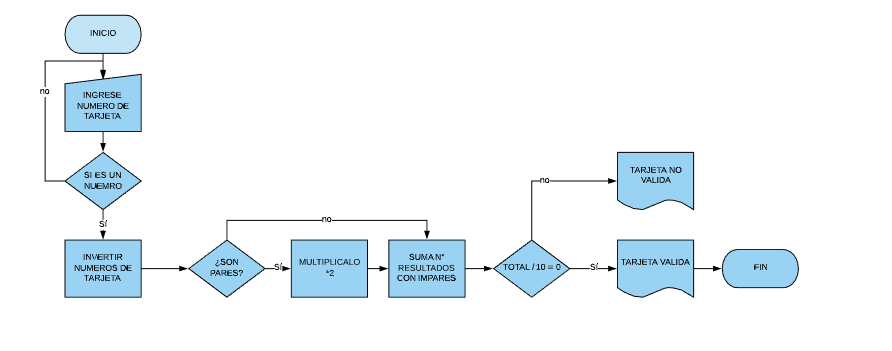 INICIO
no
INGRESE
NUMERO DE
TARJETA
SI ES UN
NUEMRO
Sí
INVERTIR
NUMEROS DE
TARJETA
¿SON
PARES?
no
Sí
MULTIPLICALO
*2
SUMA N°
RESULTADOS
CON IMPARES
TOTAL / 10 = 0
no
TARJETA NO
VALIDA
Sí
TARJETA VALIDA
FIN